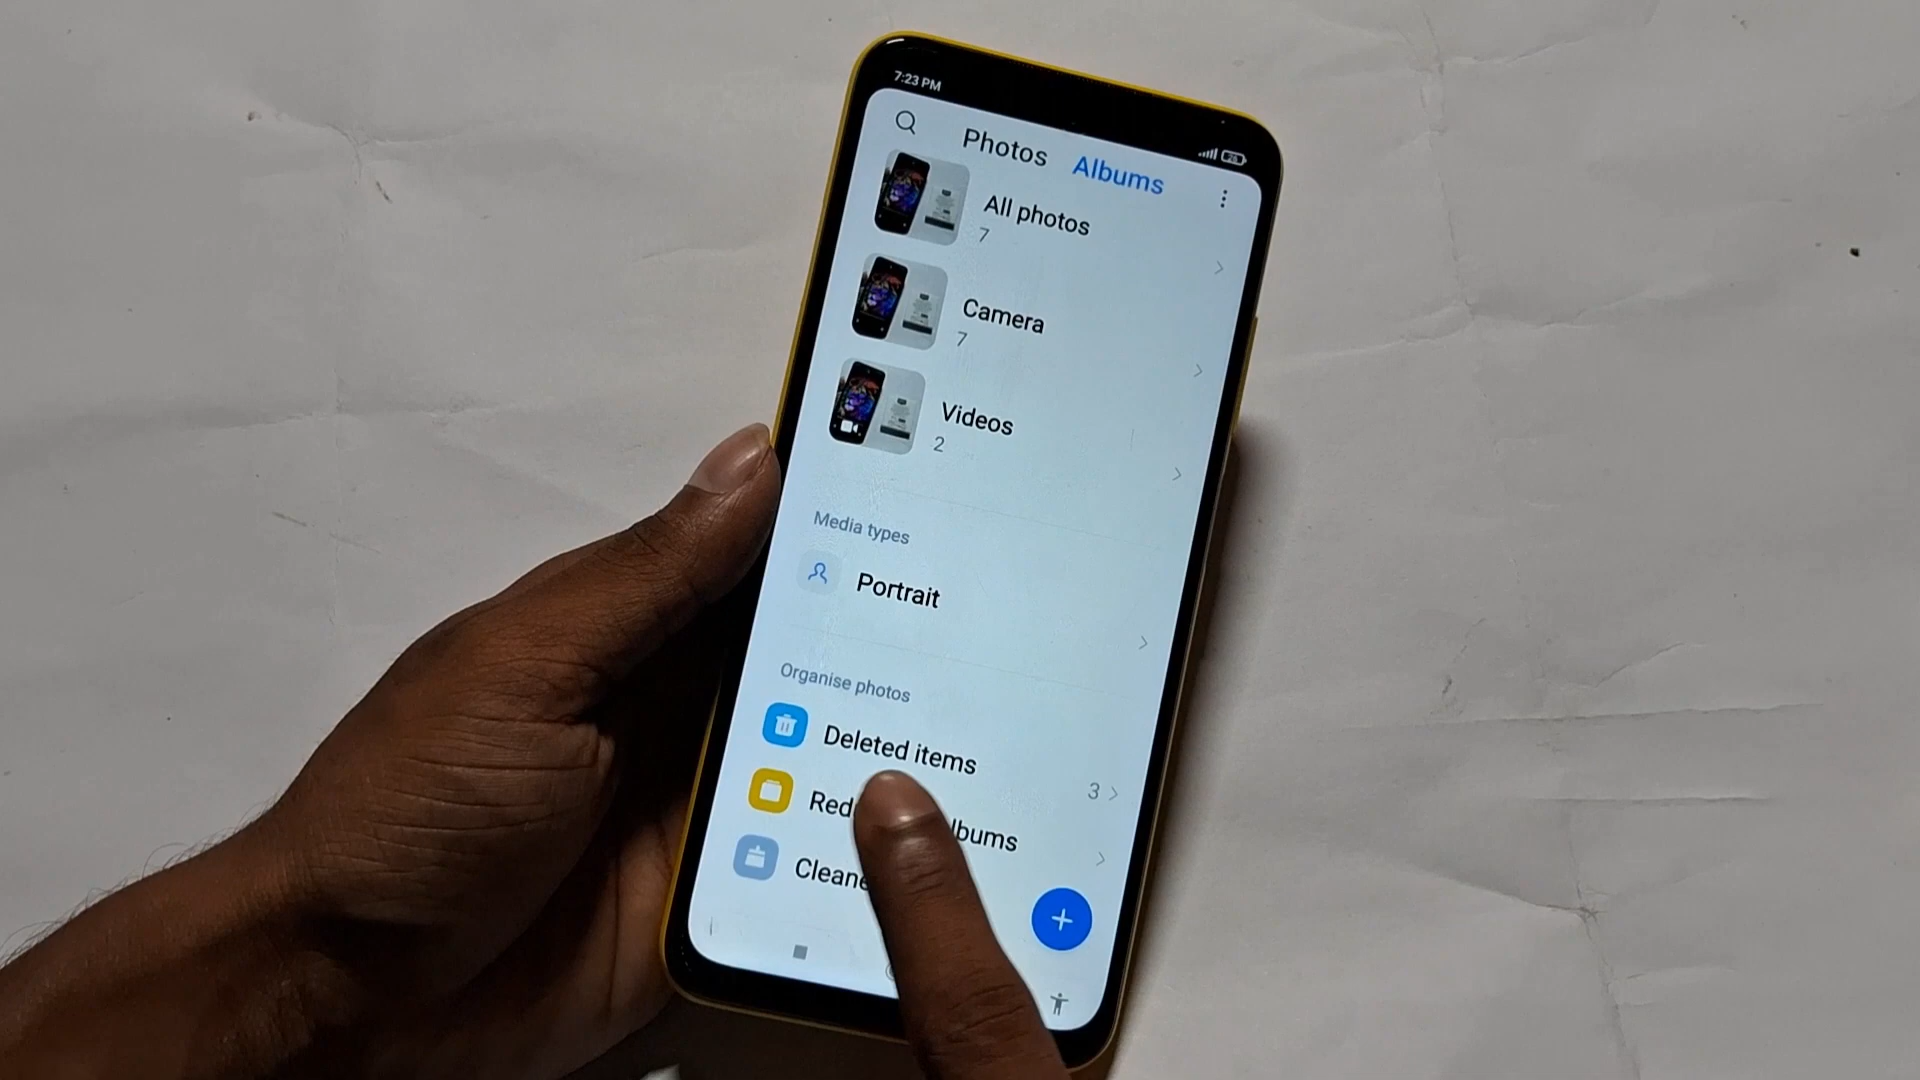 7:23 PM
Photos Albums
All photos
7
Camera
7
Videos
2
Media types
Portrait
Organise photos
Deleted items
3